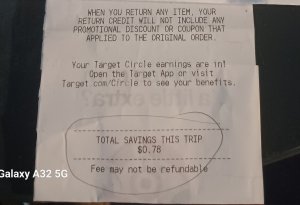 WHEN YOU RETURN ANY ITEM, YOUR
RETURN CREDIT WILL NOT INCLUDE ANY
PROMOTIONAL DISCOUNT OR COUPON THAT
APPLIED TO THE ORIGINAL ORDER.
Your Target Circle earnings are in!
Open the Target App or visit
Target.com/Circle to see your benefits.
a little extra?
TOTAL SAVINGS THIS TRIP
$0.78
Fee may not be refundable
Galaxy A32 5G